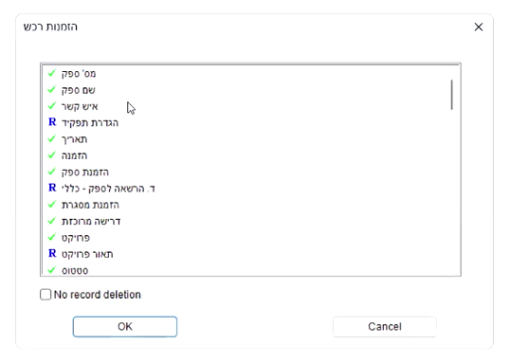 הזמנות רכש
מס' ספק
שם ספק
איש קשר
R הגדרת תפקיד
תאריך
הזמנה
הזמנת ספק
R ד. הרשאה לספק - כללי
הזמנת מסגרת
דרישה מרוכזת
פרויקט
R תאור פרויקט
סטטוס
No record deletion
OK
Cancel